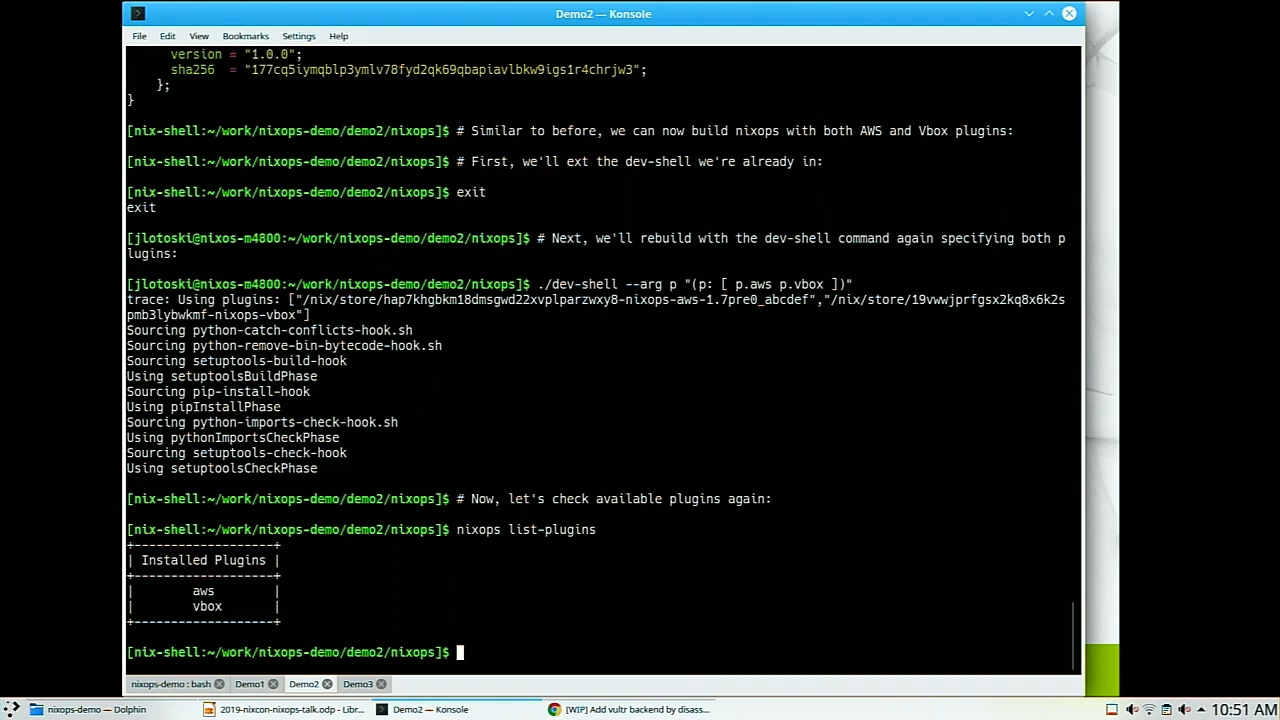 Demo2 — Konsole
File Edit View Bookmarks Settings Help
version = "1.0.0";
sha256 = "177cq5iymqblp3ymlv78fyd2qk69qbapiavlbkw9igs1r4chrjw3";
};
}
[nix-shell:~/work/nixops-demo/demo2/nixops]$ # Similar to before, we can now build nixops with both AWS and Vbox plugins:
[nix-shell:~/work/nixops-demo/demo2/nixops]$ # First, we'll ext the dev-shell we're already in:
[nix-shell:~/work/nixops-demo/demo2/nixops]$ exit
exit
[jlotoski@nixos-m4800:~/work/nixops-demo/demo2/nixops]$ # Next, we'll rebuild with the dev-shell command again specifying both p
lugins:
[jlotoski@nixos-m4800:~/work/nixops-demo/demo2/nixops]$ ./dev-shell --arg p "(p: [ p.aws p.vbox ])"
trace: Using plugins: ["/nix/store/hap7khgbkm18dmsgwd22xvplparzwxy8-nixops-aws-1.7pre0_abcdef","/nix/store/19vwwjprfgsx2kq8x6k2s
pmb3lybwkmf-nixops-vbox"]
Sourcing python-catch-conflicts-hook.sh
Sourcing python-remove-bin-bytecode-hook.sh
Sourcing setuptools-build-hook
Using setuptoolsBuildPhase
Sourcing pip-install-hook
Using pipInstallPhase
Sourcing python-imports-check-hook.sh
Using pythonImportsCheckPhase
Sourcing setuptools-check-hook
Using setuptoolsCheckPhase
[nix-shell:~/work/nixops-demo/demo2/nixops]$ # Now, let's check available plugins again:
[nix-shell:~/work/nixops-demo/demo2/nixops]$ nixops list-plugins
+-------------------+
| Installed Plugins |
+-------------------+
| aws |
| vbox |
+-------------------+
[nix-shell:~/work/nixops-demo/demo2/nixops]$
nixops-demo : bash Demo1 Demo2 Demo3
nixops-demo — Dolphin 2019-nixcon-nixops-talk.odp - Libr... Demo2 — Konsole [WIP] Add vultr backend by disass... 10:51 AM